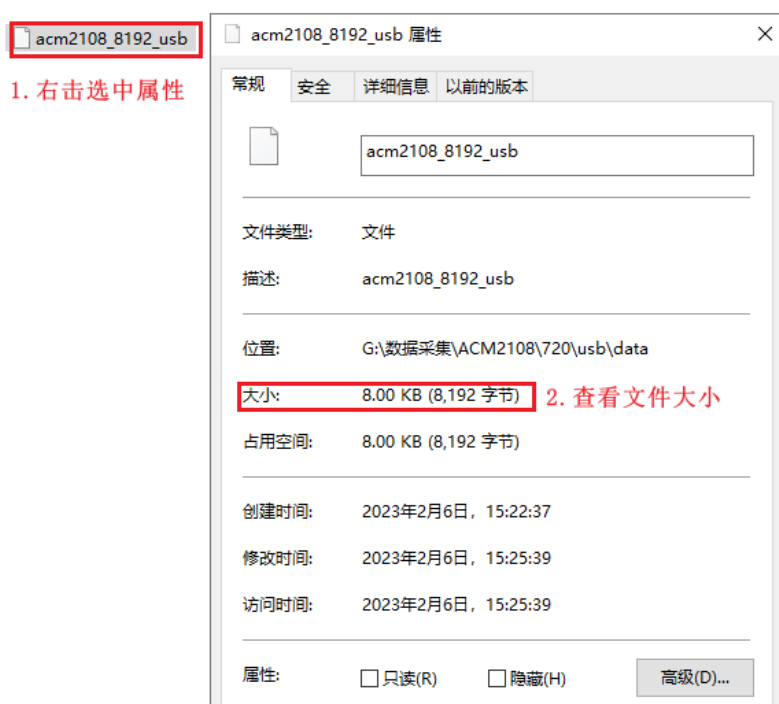 acm2108_8192_usb
1. 右击选中属性
acm2108_8192_usb 属性
常规 安全 详细信息 以前的版本
acm2108_8192_usb
文件类型: 文件
描述: acm2108_8192_usb
位置: G:\数据采集\ACM2108\720\usb\data
大小: 8.00 KB (8,192 字节) 2. 查看文件大小
占用空间: 8.00 KB (8,192 字节)
创建时间: 2023年2月6日，15:22:37
修改时间: 2023年2月6日，15:25:39
访问时间: 2023年2月6日，15:25:39
属性: 只读(R) 隐藏(H) 高级(D)...